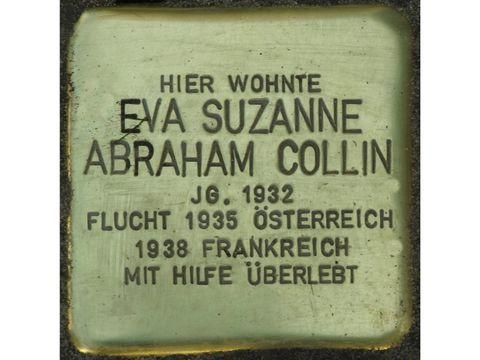 HIER WOHNTE
EVA SUZANNE
ABRAHAM COLLIN
JG. 1932
FLUCHT 1935 ÖSTERREICH
1938 FRANKREICH
MIT HILFE ÜBERLEBT